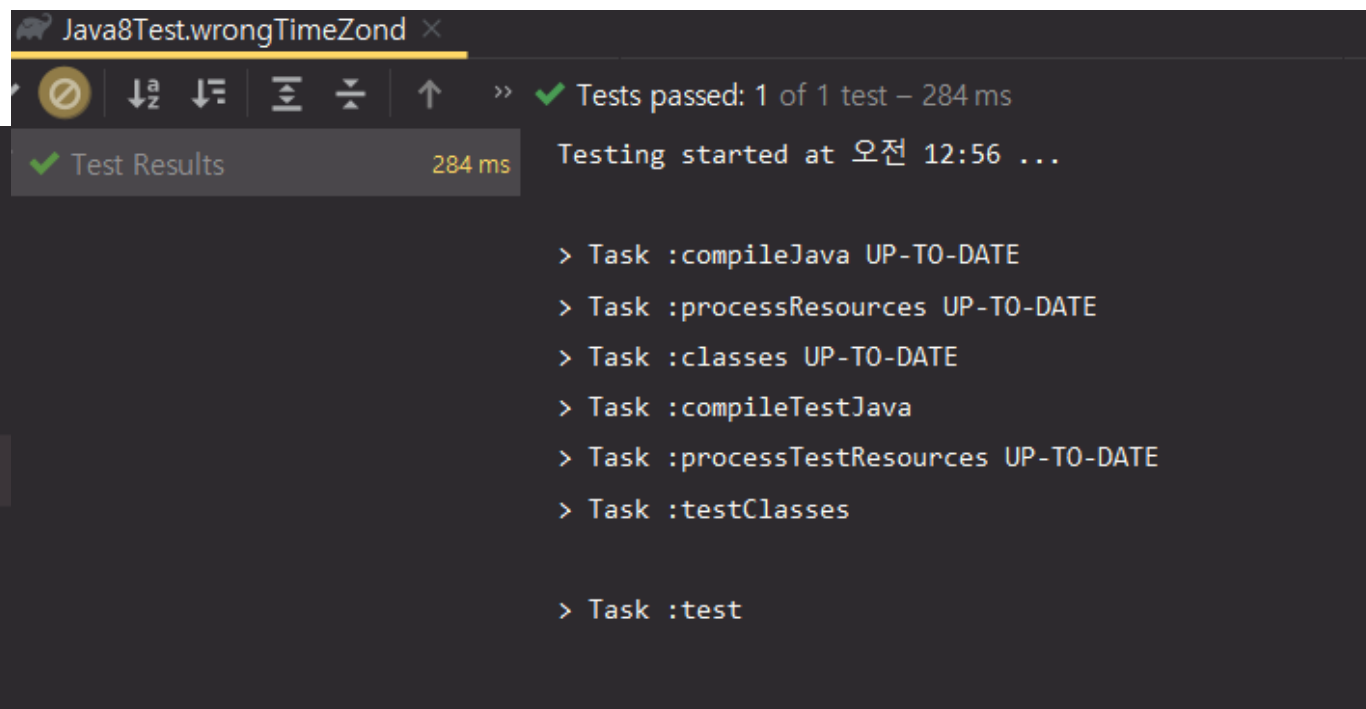 Java8Test.wrongTimeZond
Tests passed: 1 of 1 test – 284 ms
Test Results 284 ms
Testing started at 오전 12:56 ...
> Task :compileJava UP-TO-DATE
> Task :processResources UP-TO-DATE
> Task :classes UP-TO-DATE
> Task :compileTestJava
> Task :processTestResources UP-TO-DATE
> Task :testClasses
> Task :test